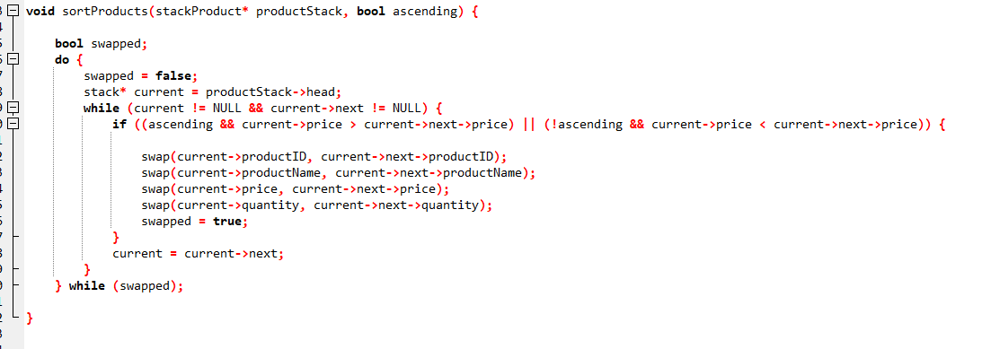 void sortProducts(stackProduct* productStack, bool ascending) {
bool swapped;
do {
swapped = false;
stack* current = productStack->head;
while (current != NULL && current->next != NULL) {
if ((ascending && current->price > current->next->price) || (!ascending && current->price < current->next->price)) {
swap(current->productID, current->next->productID);
swap(current->productName, current->next->productName);
swap(current->price, current->next->price);
swap(current->quantity, current->next->quantity);
swapped = true;
}
current = current->next;
}
} while (swapped);
}